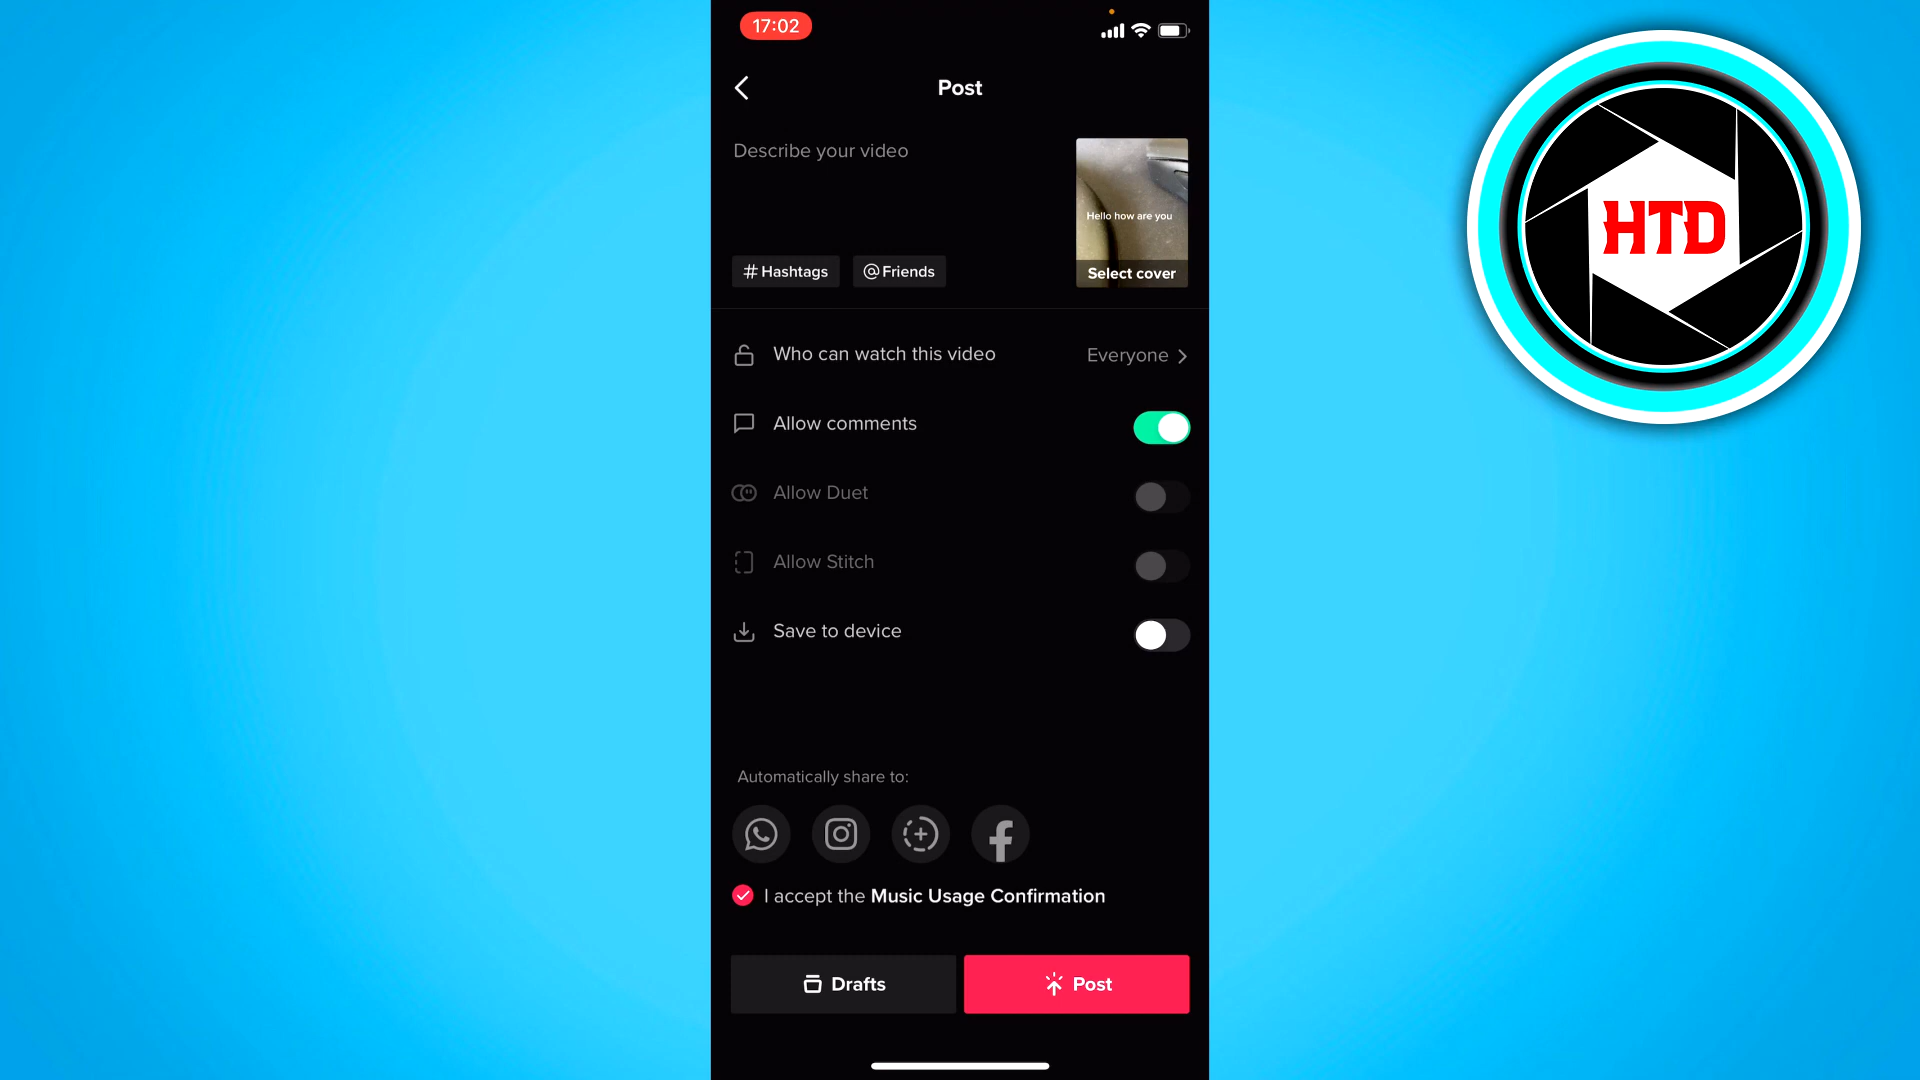 17:02
Post
Describe your video
Hello how are you
Select cover
# Hashtags
@ Friends
Who can watch this video
Everyone
Allow comments
Allow Duet
Allow Stitch
Save to device
Automatically share to:
I accept the Music Usage Confirmation
Drafts
Post
HTD